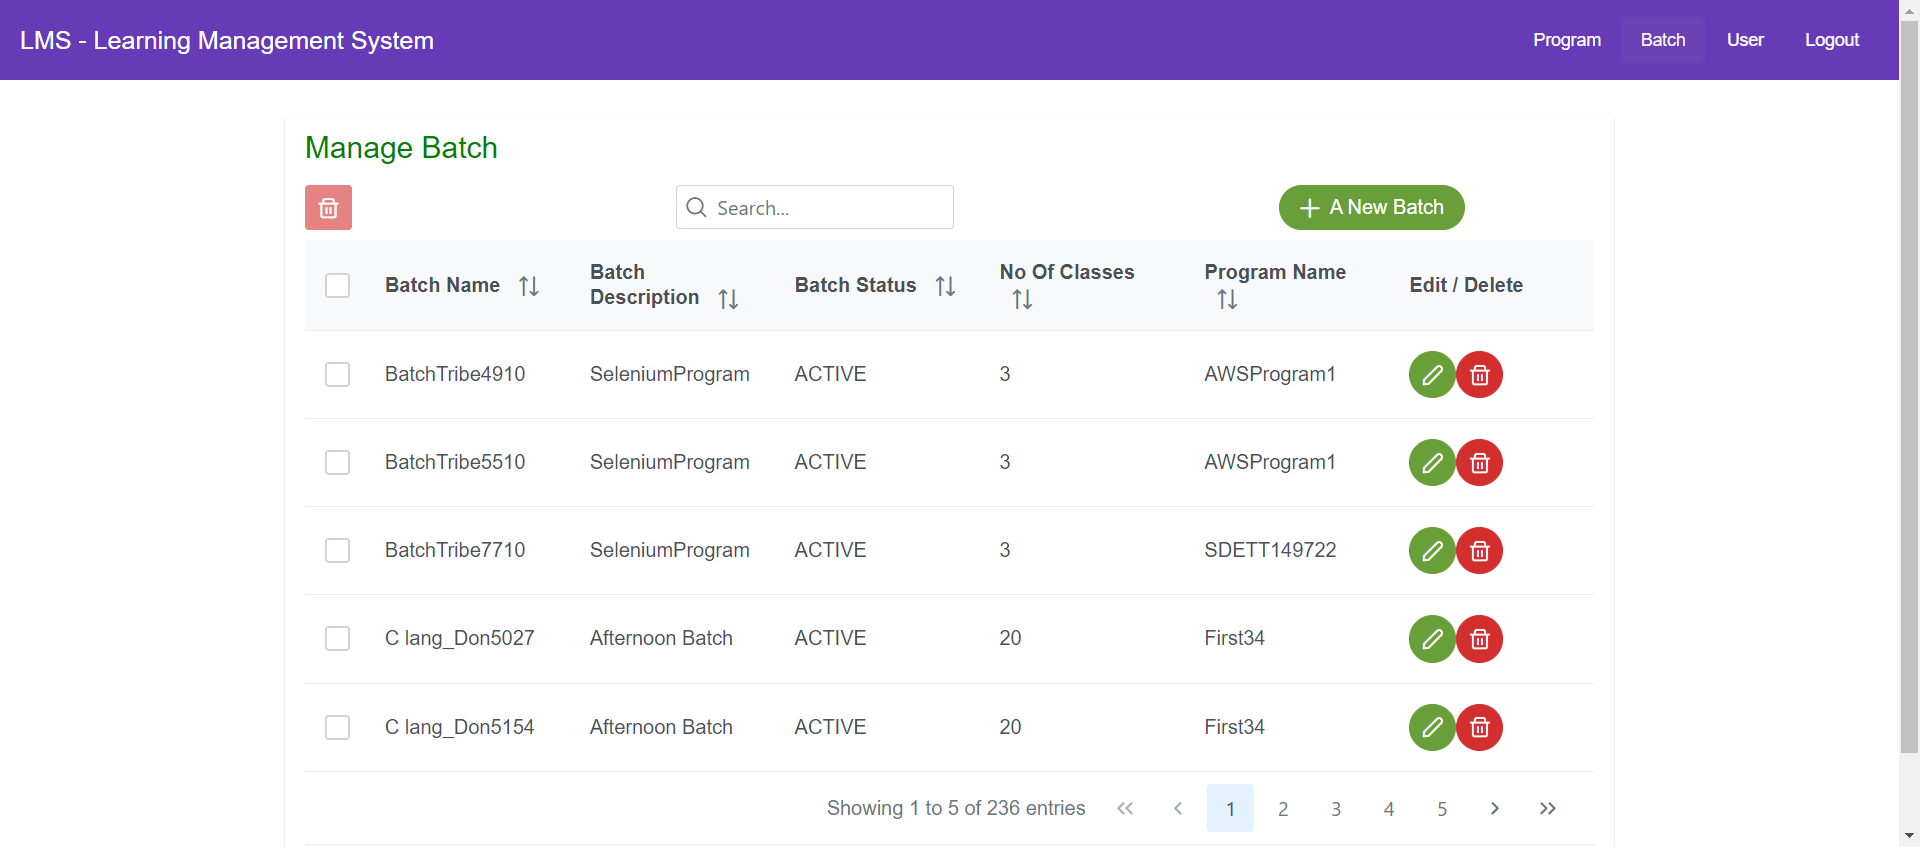 LMS - Learning Management System
Program Batch User Logout
Manage Batch
Search...
A New Batch
Batch Name Batch Description Batch Status No Of Classes Program Name Edit / Delete
BatchTribe4910 SeleniumProgram ACTIVE 3 AWSProgram1
BatchTribe5510 SeleniumProgram ACTIVE 3 AWSProgram1
BatchTribe7710 SeleniumProgram ACTIVE 3 SDETT149722
C lang_Don5027 Afternoon Batch ACTIVE 20 First34
C lang_Don5154 Afternoon Batch ACTIVE 20 First34
Showing 1 to 5 of 236 entries « ‹ 1 2 3 4 5 › »